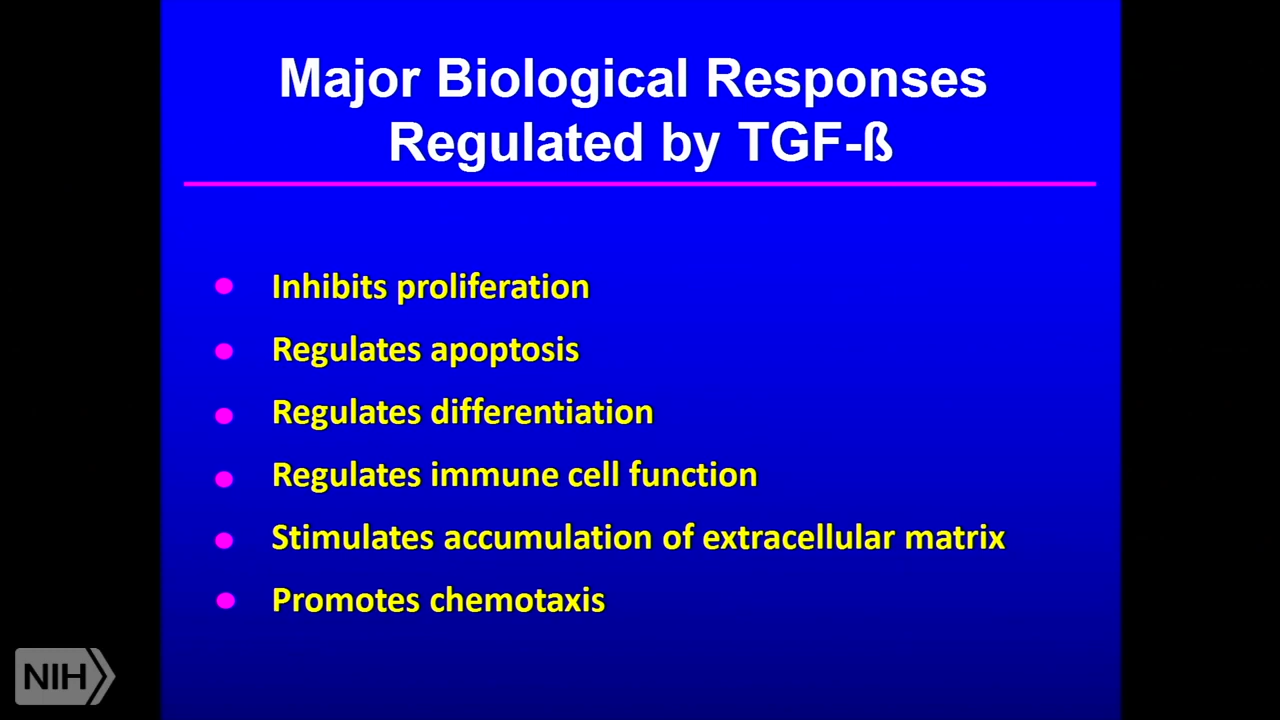 Major Biological Responses
Regulated by TGF-ß
Inhibits proliferation
Regulates apoptosis
Regulates differentiation
Regulates immune cell function
Stimulates accumulation of extracellular matrix
Promotes chemotaxis
NIH